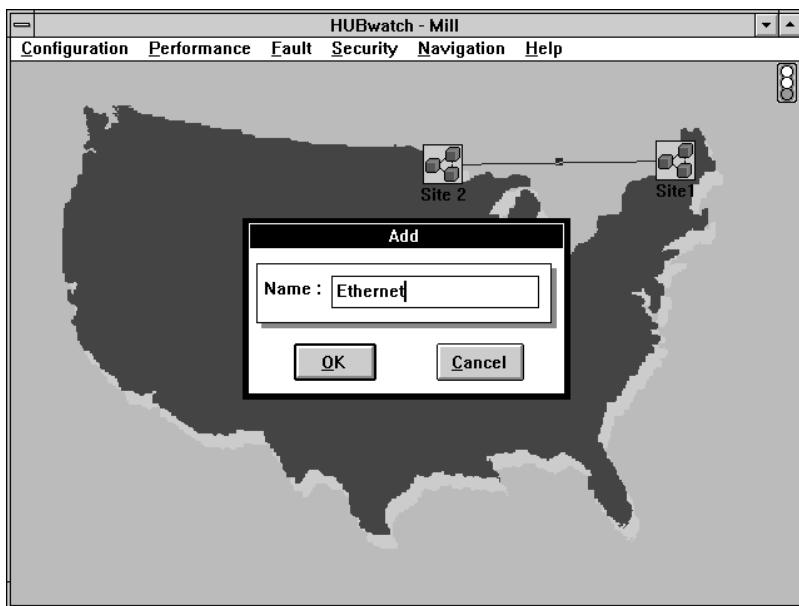 HUBwatch - Mill
Configuration Performance Fault Security Navigation Help
Site 2
Site1
Add
Name : Ethernet
OK Cancel